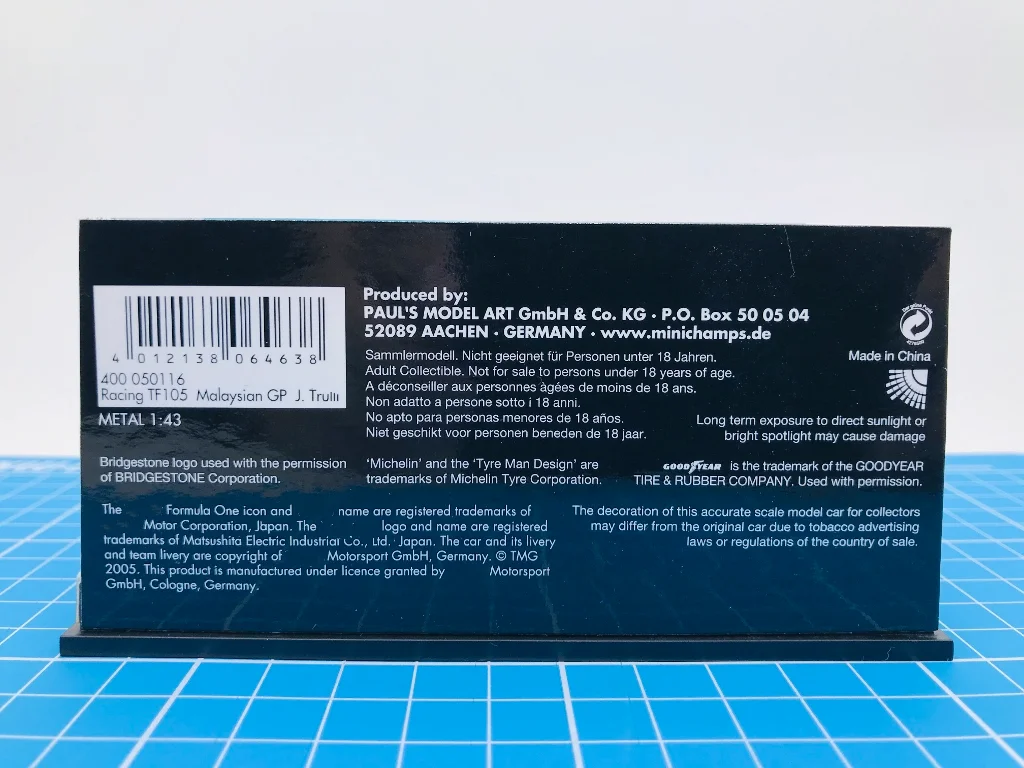 4 012138 064638
400 050116
Racing TF105 Malaysian GP J. Trulli
METAL 1:43
Produced by:
PAUL'S MODEL ART GmbH & Co. KG · P.O. Box 50 05 04
52089 AACHEN · GERMANY · www.minichamps.de
Sammlermodell. Nicht geeignet für Personen unter 18 Jahren.
Adult Collectible. Not for sale to persons under 18 years of age.
A déconseiller aux personnes àgées de moins de 18 ans.
Non adatto a persone sotto i 18 anni.
No apto para personas menores de 18 años.
Niet geschikt voor personen beneden de 18 jaar.
Made in China
Long term exposure to direct sunlight or
bright spotlight may cause damage
Bridgestone logo used with the permission
of BRIDGESTONE Corporation.
'Michelin' and the 'Tyre Man Design' are
trademarks of Michelin Tyre Corporation.
GOODYEAR is the trademark of the GOODYEAR
TIRE & RUBBER COMPANY. Used with permission.
The Formula One icon and name are registered trademarks of
Motor Corporation, Japan. The logo and name are registered
trademarks of Matsushita Electric Industrial Co., Ltd. Japan. The car and its livery
and team livery are copyright of Motorsport GmbH, Germany. © TMG
2005. This product is manufactured under licence granted by Motorsport
GmbH, Cologne, Germany.
The decoration of this accurate scale model car for collectors
may differ from the original car due to tobacco advertising
laws or regulations of the country of sale.